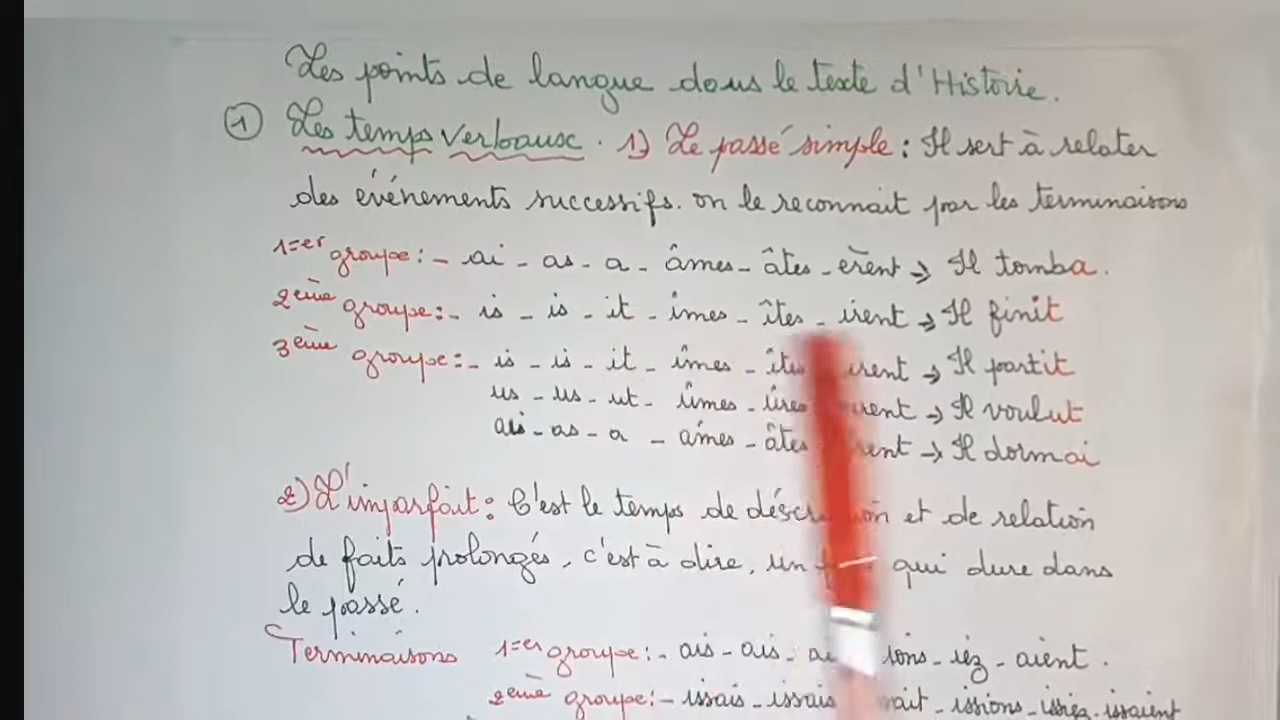 Les points de langue dans le texte d'Histoire.
① Les temps verbaux. 1) Le passé simple : Il sert à relater
des événements successifs. on le reconnait par les terminaisons
1=er groupe : - ai - as - a - âmes - âtes - èrent → Il tomba.
2ème groupe : - is - is - it - îmes - îtes - irent → Il finit
3ème groupe : - is - is - it - îmes - îtes irent → Il partit
us - us - ut - ûmes - → Il voulut
ais - as - a - âmes - âtes → Il dormai
2) L'imparfait : C'est le temps de et de relation
de faits prolongés, c'est à dire, un qui dure dans
le passé.
Terminaisons 1=er groupe : - ais - ais - ions - iez - aient.
2ème groupe : - issais - issais - issions - issiez - issaient